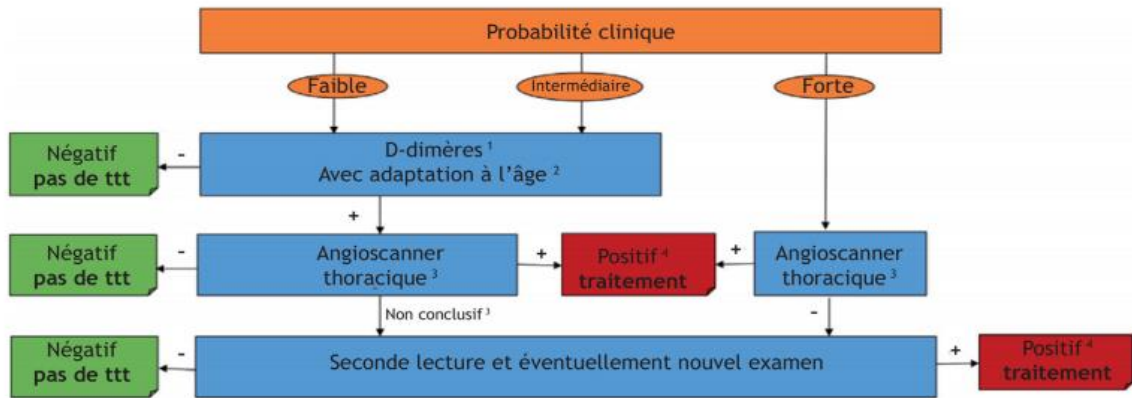 Probabilité clinique
Faible
Intermédiaire
Forte
Négatif
pas de ttt
-
D-dimères ¹
Avec adaptation à l’âge ²
+
Négatif
pas de ttt
-
Angioscanner
thoracique ³
+
Positif ⁴
traitement
+
Angioscanner
thoracique ³
Non conclusif ³
-
Négatif
pas de ttt
-
Seconde lecture et éventuellement nouvel examen
+
Positif ⁴
traitement